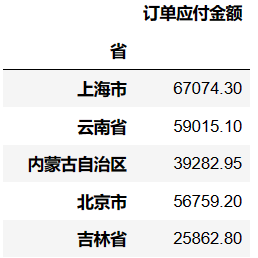 订单应付金额
省
上海市 67074.30
云南省 59015.10
内蒙古自治区 39282.95
北京市 56759.20
吉林省 25862.80